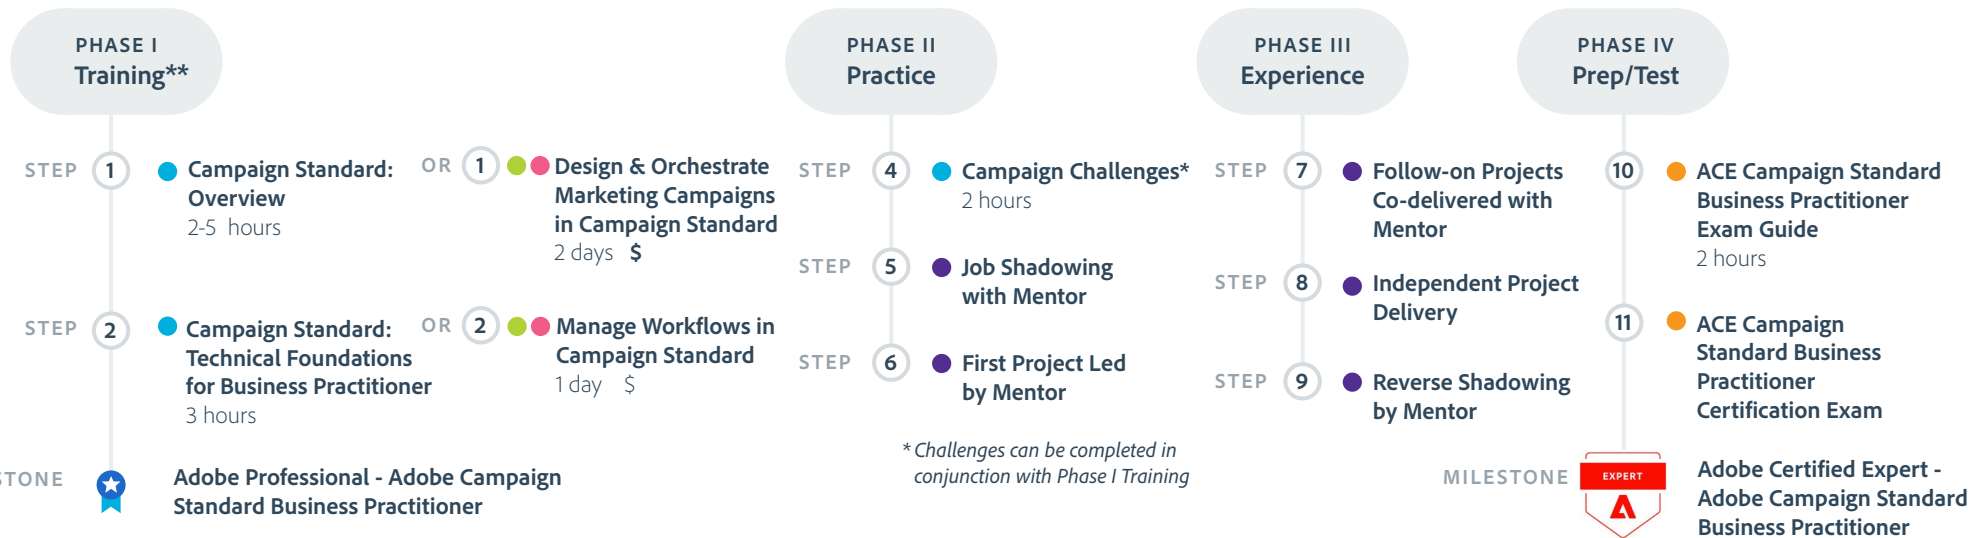 PHASE I
Training**
STEP 1
Campaign Standard:
Overview
2-5 hours
OR 1
Design & Orchestrate
Marketing Campaigns
in Campaign Standard
2 days $
STEP 2
Campaign Standard:
Technical Foundations
for Business Practitioner
3 hours
OR 2
Manage Workflows in
Campaign Standard
1 day $
STONE
Adobe Professional - Adobe Campaign
Standard Business Practitioner
PHASE II
Practice
STEP 4
Campaign Challenges*
2 hours
STEP 5
Job Shadowing
with Mentor
STEP 6
First Project Led
by Mentor
* Challenges can be completed in
conjunction with Phase I Training
PHASE III
Experience
STEP 7
Follow-on Projects
Co-delivered with
Mentor
STEP 8
Independent Project
Delivery
STEP 9
Reverse Shadowing
by Mentor
PHASE IV
Prep/Test
10
ACE Campaign Standard
Business Practitioner
Exam Guide
2 hours
11
ACE Campaign
Standard Business
Practitioner
Certification Exam
MILESTONE
EXPERT
Adobe Certified Expert -
Adobe Campaign Standard
Business Practitioner